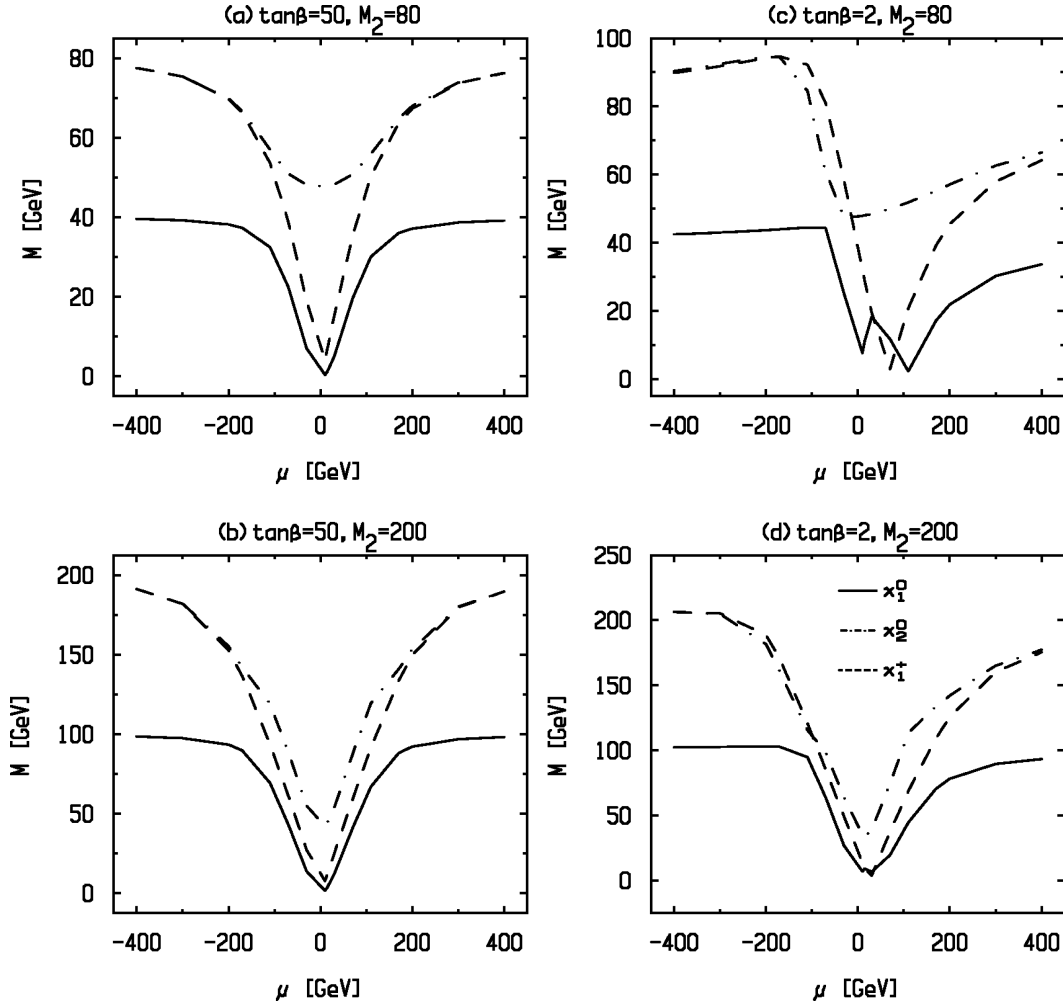 (a) tanβ=50, M₂=80
80
60
40
20
0
M [GeV]
-400 -200 0 200 400
μ [GeV]
(c) tanβ=2, M₂=80
100
80
60
40
20
0
M [GeV]
-400 -200 0 200 400
μ [GeV]
(b) tanβ=50, M₂=200
200
150
100
50
0
M [GeV]
-400 -200 0 200 400
μ [GeV]
(d) tanβ=2, M₂=200
250
200
150
100
50
0
M [GeV]
χ₁⁰
χ₂⁰
χ₁⁺
-400 -200 0 200 400
μ [GeV]